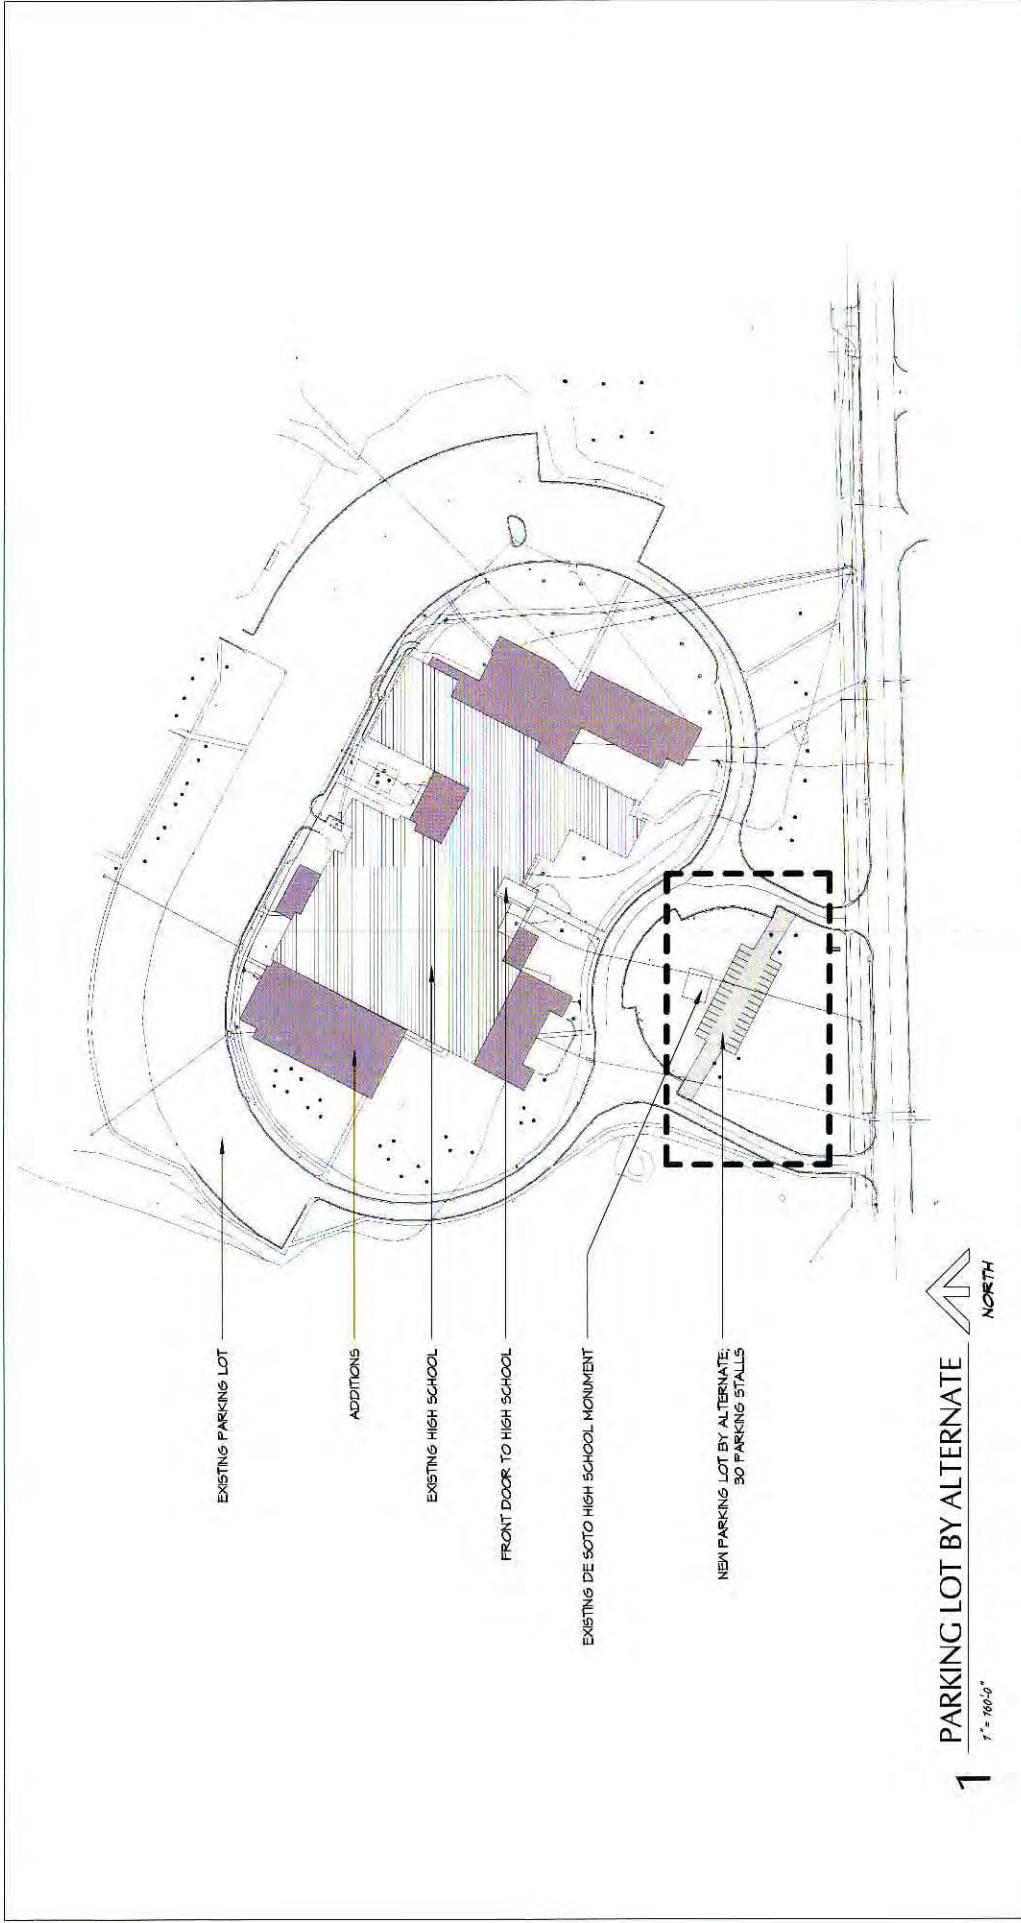 EXISTING PARKING LOT
ADDITIONS
EXISTING HIGH SCHOOL
FRONT DOOR TO HIGH SCHOOL
EXISTING DE SOTO HIGH SCHOOL MONUMENT
NEW PARKING LOT BY ALTERNATE;
30 PARKING STALLS
1 PARKING LOT BY ALTERNATE
1" = 160'-0"
NORTH